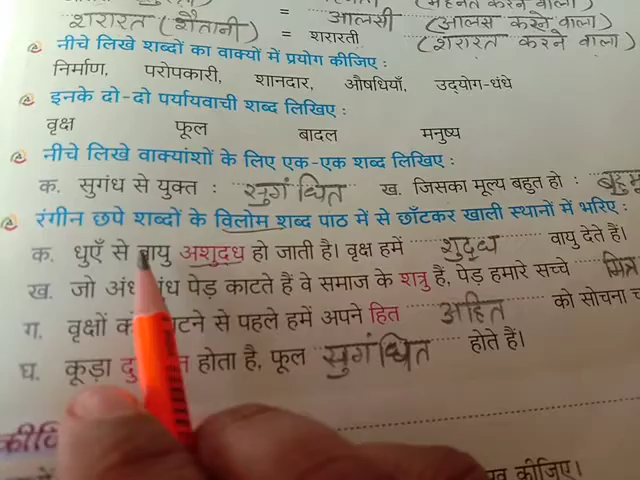 शरारत (शैतानी) = आलसी (आलस करने वाला)
= शरारती (शरारत करने वाला)
नीचे लिखे शब्दों का वाक्यों में प्रयोग कीजिए :
निर्माण, परोपकारी, शानदार, औषधियाँ, उद्योग-धंधे
इनके दो-दो पर्यायवाची शब्द लिखिए :
वृक्ष फूल बादल मनुष्य
नीचे लिखे वाक्यांशों के लिए एक-एक शब्द लिखिए :
क. सुगंध से युक्त : सुगंधित ख. जिसका मूल्य बहुत हो :
रंगीन छपे शब्दों के विलोम शब्द पाठ में से छाँटकर खाली स्थानों में भरिए :
क. धुएँ से वायु अशुद्ध हो जाती है। वृक्ष हमें शुद्ध वायु देते हैं।
ख. जो पेड़ काटते हैं वे समाज के शत्रु हैं, पेड़ हमारे सच्चे मित्र
ग. वृक्षों से पहले हमें अपने हित अहित को सोचना
घ. कूड़ा होता है, फूल सुगंधित होते हैं।
कीजिए।